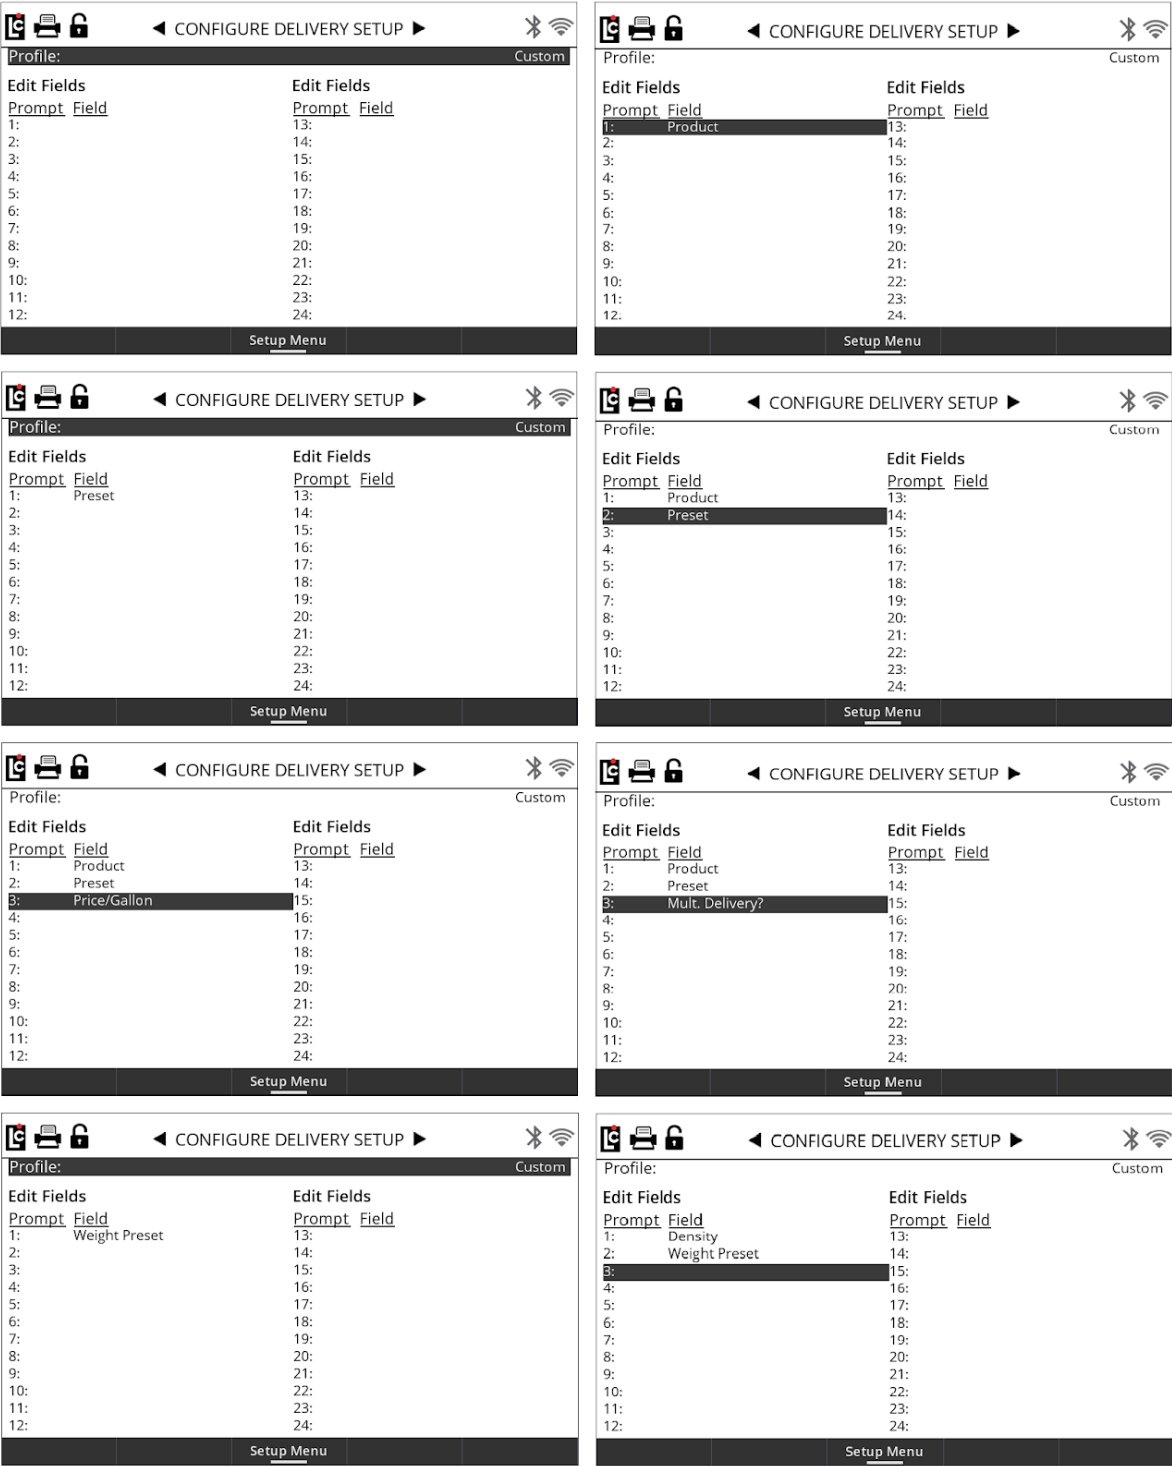 LC
CONFIGURE DELIVERY SETUP
Profile: Custom
Edit Fields Edit Fields
Prompt Field Prompt Field
1: 13:
2: 14:
3: 15:
4: 16:
5: 17:
6: 18:
7: 19:
8: 20:
9: 21:
10: 22:
11: 23:
12: 24:
Setup Menu
LC
CONFIGURE DELIVERY SETUP
Profile: Custom
Edit Fields Edit Fields
Prompt Field Prompt Field
1: Product 13:
2: 14:
3: 15:
4: 16:
5: 17:
6: 18:
7: 19:
8: 20:
9: 21:
10: 22:
11: 23:
12. 24.
Setup Menu
LC
CONFIGURE DELIVERY SETUP
Profile: Custom
Edit Fields Edit Fields
Prompt Field Prompt Field
1: Preset 13:
2: 14:
3: 15:
4: 16:
5: 17:
6: 18:
7: 19:
8: 20:
9: 21:
10: 22:
11: 23:
12: 24:
Setup Menu
LC
CONFIGURE DELIVERY SETUP
Profile: Custom
Edit Fields Edit Fields
Prompt Field Prompt Field
1: Product 13:
2: Preset 14:
3: 15:
4: 16:
5: 17:
6: 18:
7: 19:
8: 20:
9: 21:
10: 22:
11: 23:
12: 24:
Setup Menu
LC
CONFIGURE DELIVERY SETUP
Profile: Custom
Edit Fields Edit Fields
Prompt Field Prompt Field
1: Product 13:
2: Preset 14:
3: Price/Gallon 15:
4: 16:
5: 17:
6: 18:
7: 19:
8: 20:
9: 21:
10: 22:
11: 23:
12: 24:
Setup Menu
LC
CONFIGURE DELIVERY SETUP
Profile: Custom
Edit Fields Edit Fields
Prompt Field Prompt Field
1: Product 13:
2: Preset 14:
3: Mult. Delivery? 15:
4: 16:
5: 17:
6: 18:
7: 19:
8: 20:
9: 21:
10: 22:
11: 23:
12: 24:
Setup Menu
LC
CONFIGURE DELIVERY SETUP
Profile: Custom
Edit Fields Edit Fields
Prompt Field Prompt Field
1: Weight Preset 13:
2: 14:
3: 15:
4: 16:
5: 17:
6: 18:
7: 19:
8: 20:
9: 21:
10: 22:
11: 23:
12: 24:
Setup Menu
LC
CONFIGURE DELIVERY SETUP
Profile: Custom
Edit Fields Edit Fields
Prompt Field Prompt Field
1: Density 13:
2: Weight Preset 14:
3: 15:
4: 16:
5: 17:
6: 18:
7: 19:
8: 20:
9: 21:
10: 22:
11: 23:
12: 24:
Setup Menu